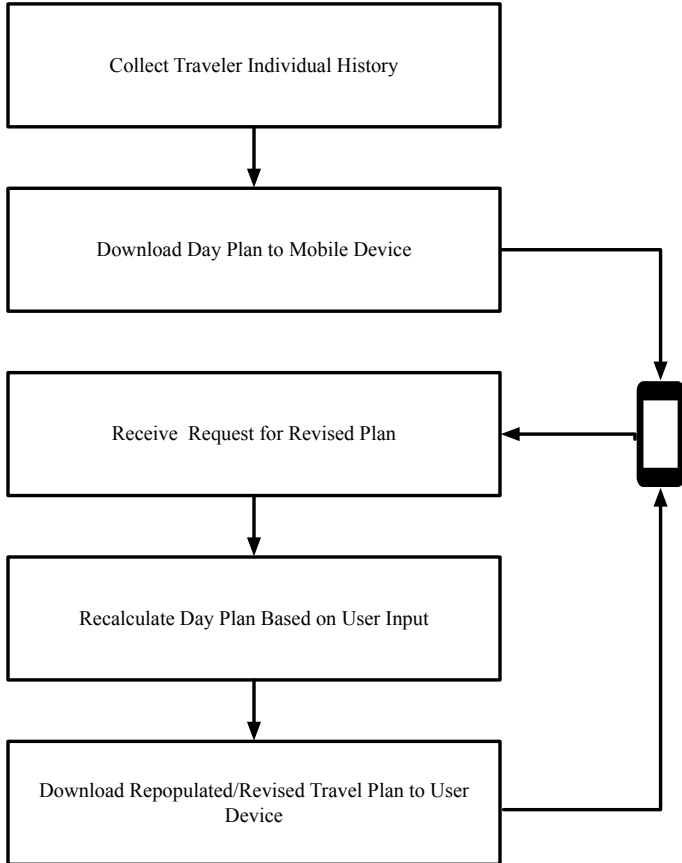 Collect Traveler Individual History
Download Day Plan to Mobile Device
Receive  Request for Revised Plan
Recalculate Day Plan Based on User Input
Download Repopulated/Revised Travel Plan to User
Device